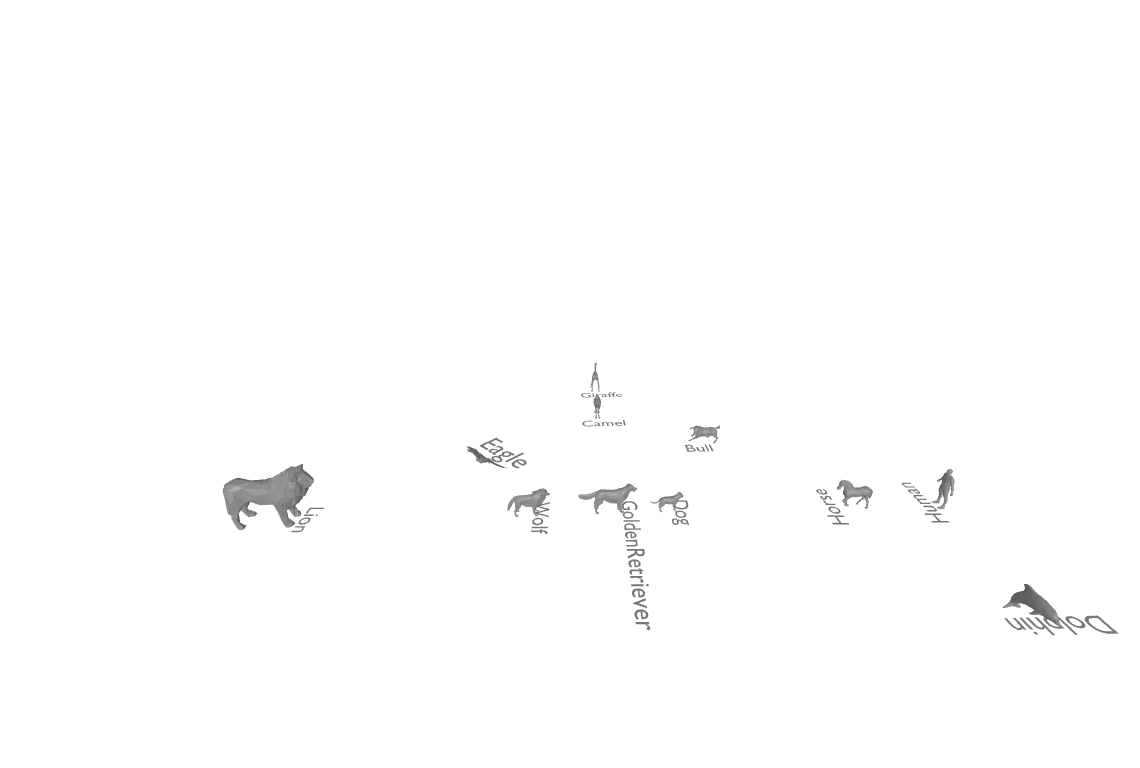 Giraffe
Camel
Bull
Eagle
Lion
Wolf
GoldenRetriever
Dog
Horse
Human
Dolphin